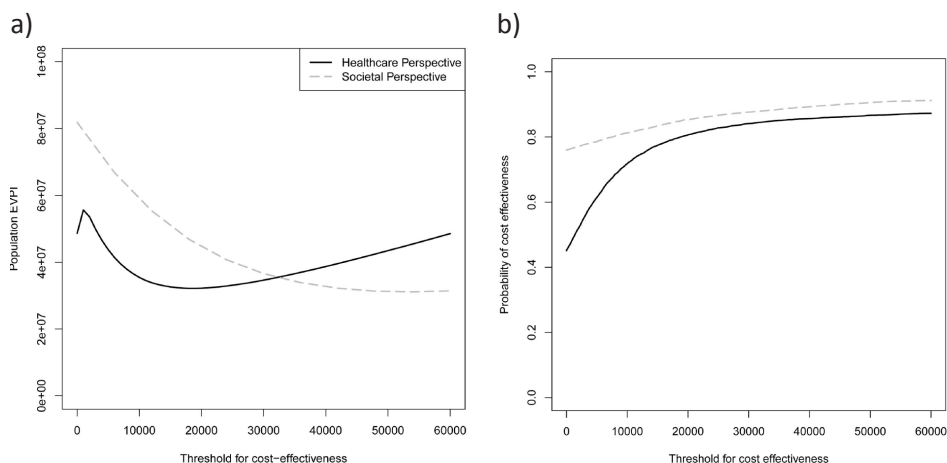 a)
Healthcare Perspective
Societal Perspective
Population EVPI
1e+08
8e+07
6e+07
4e+07
2e+07
0e+00
0 10000 20000 30000 40000 50000 60000
Threshold for cost−effectiveness
b)
Probability of cost effectiveness
1.0
0.8
0.6
0.4
0.2
0.0
0 10000 20000 30000 40000 50000 60000
Threshold for cost effectiveness